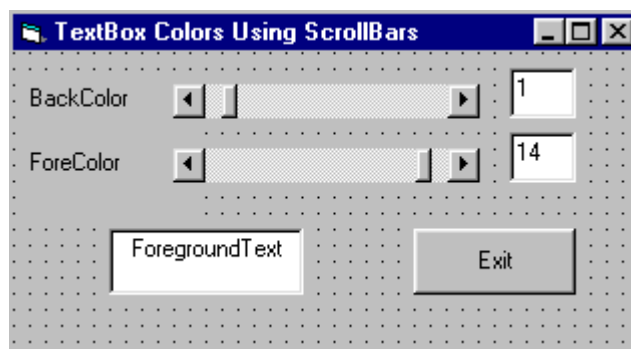 TextBox Colors Using ScrollBars
BackColor
1
ForeColor
14
ForegroundText
Exit